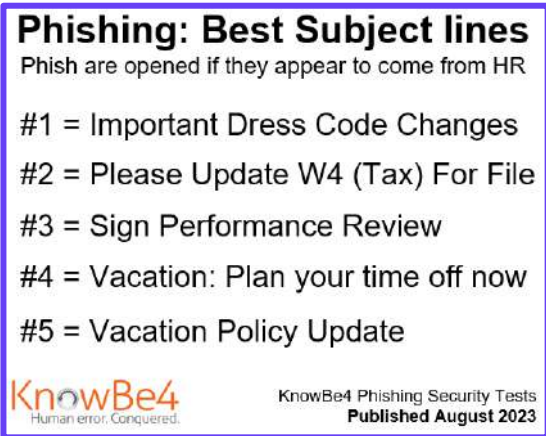 Phishing: Best Subject lines
Phish are opened if they appear to come from HR
#1 = Important Dress Code Changes
#2 = Please Update W4 (Tax) For File
#3 = Sign Performance Review
#4 = Vacation: Plan your time off now
#5 = Vacation Policy Update
KnowBe4
Human error. Conquered.
KnowBe4 Phishing Security Tests
Published August 2023